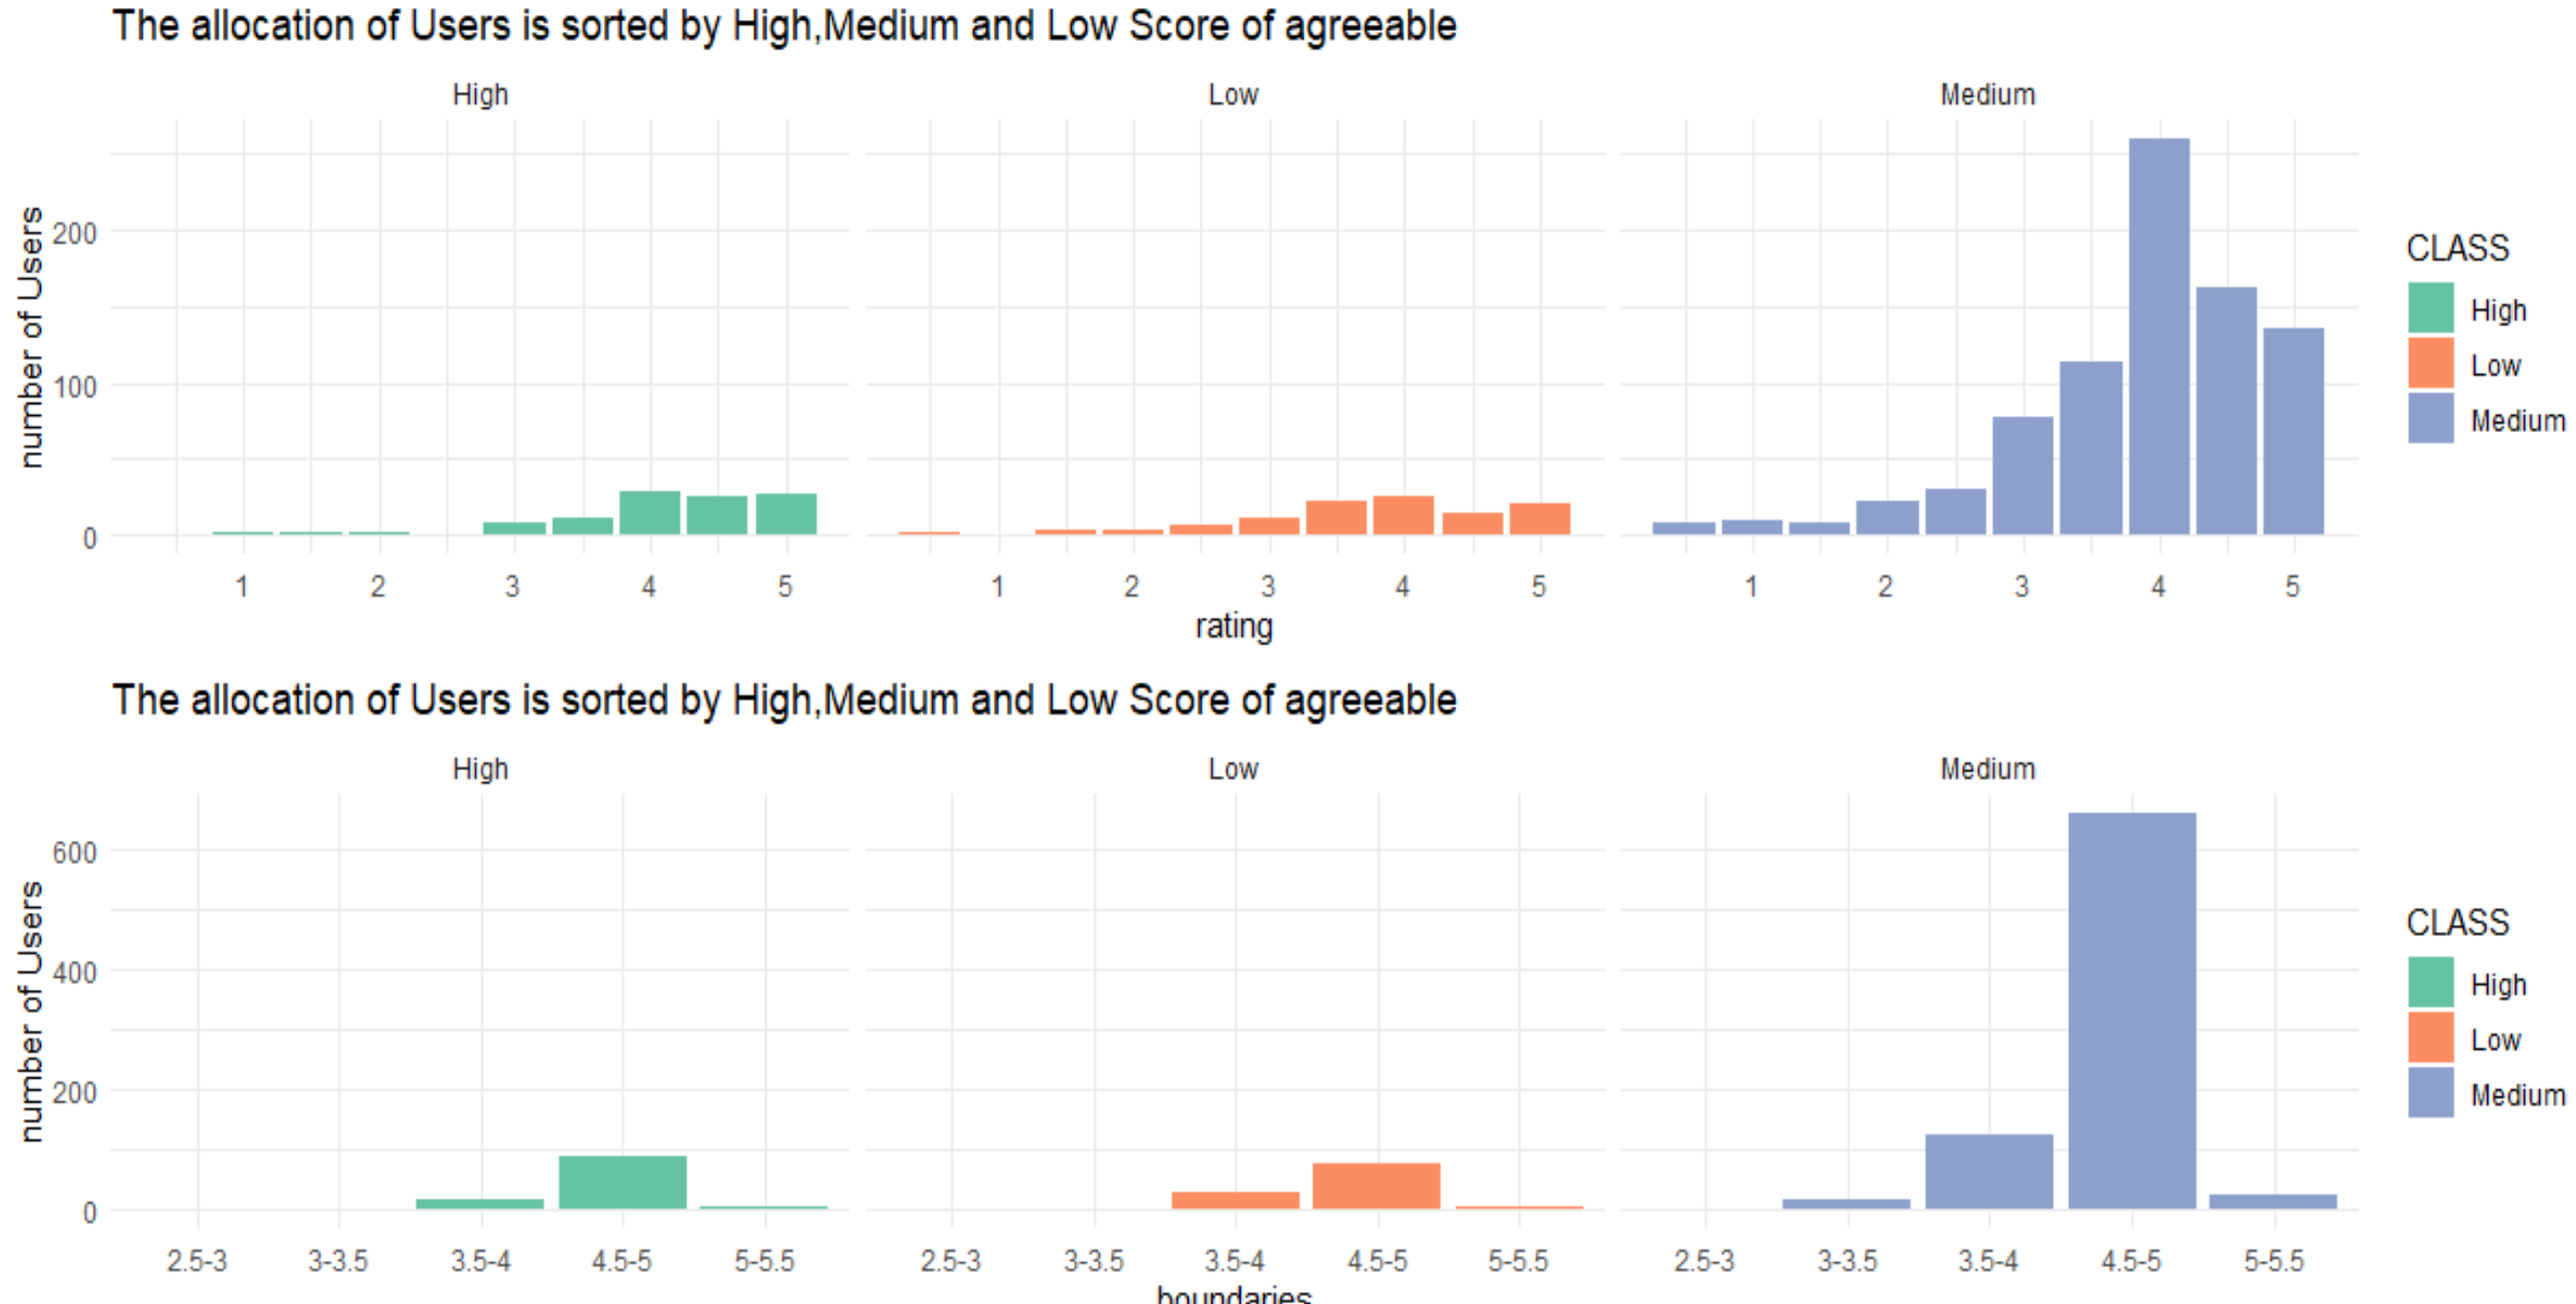 The allocation of Users is sorted by High,Medium and Low Score of agreeable
High Low Medium
number of Users
200
100
0
1 2 3 4 5 1 2 3 4 5 1 2 3 4 5
rating
CLASS
High
Low
Medium
The allocation of Users is sorted by High,Medium and Low Score of agreeable
High Low Medium
number of Users
600
400
200
0
2.5-3 3-3.5 3.5-4 4.5-5 5-5.5 2.5-3 3-3.5 3.5-4 4.5-5 5-5.5 2.5-3 3-3.5 3.5-4 4.5-5 5-5.5
boundaries
CLASS
High
Low
Medium